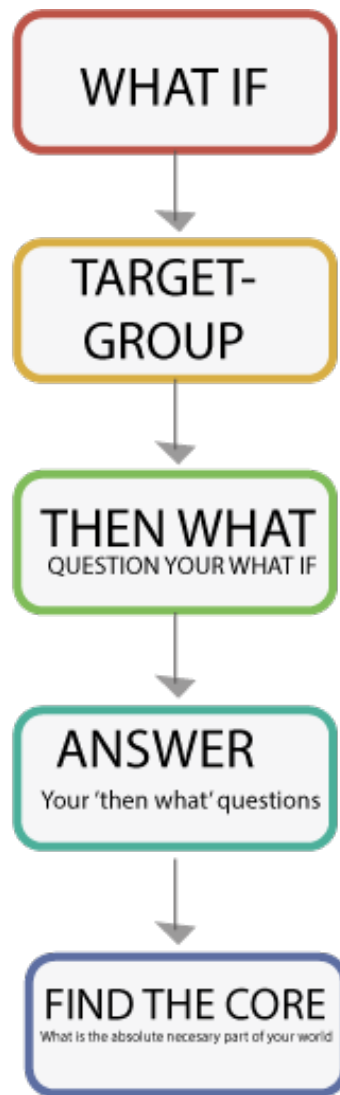 WHAT IF
TARGET-
GROUP
THEN WHAT
QUESTION YOUR WHAT IF
ANSWER
Your 'then what' questions
FIND THE CORE
What is the absolute necesary part of your world